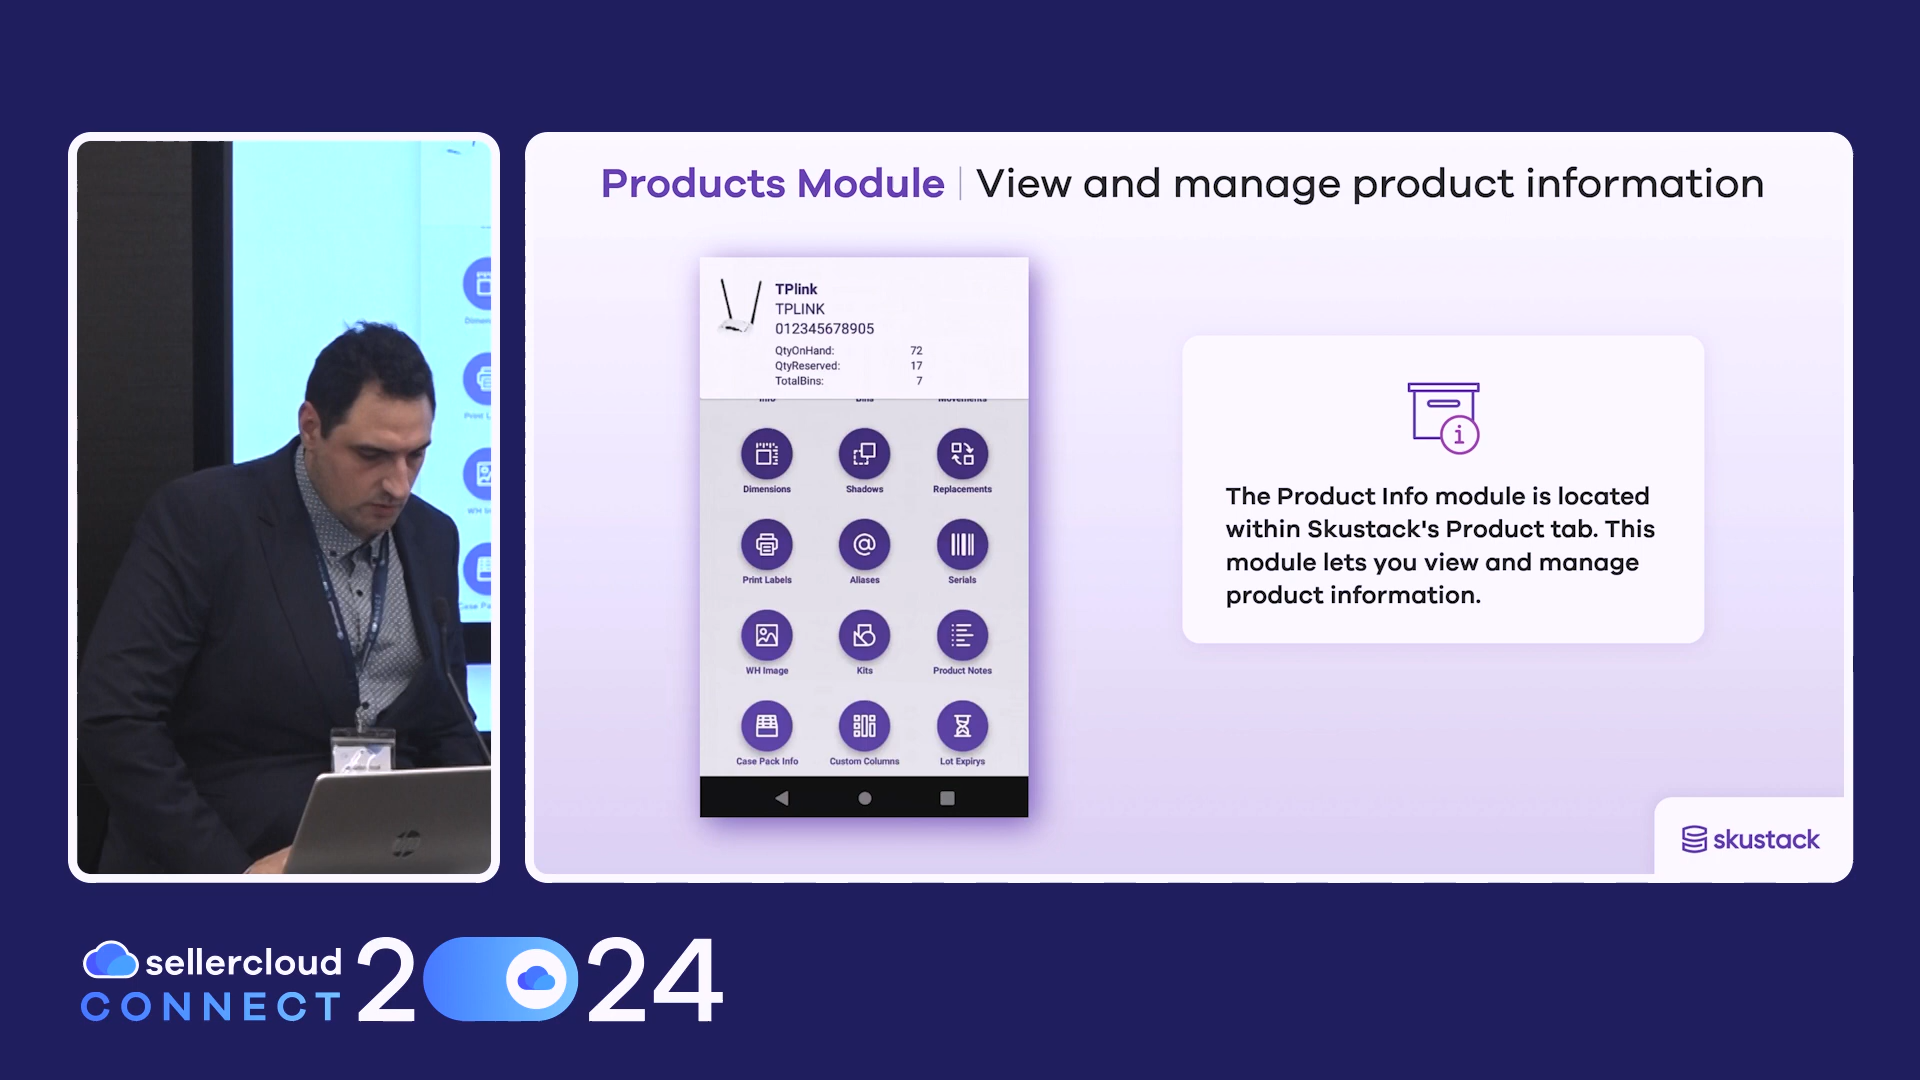 Products Module | View and manage product information
TPlink
TPLINK
012345678905
QtyOnHand: 72
QtyReserved: 17
TotalBins: 7
Info Bins Movements
Dimensions Shadows Replacements
Print Labels Aliases Serials
WH Image Kits Product Notes
Case Pack Info Custom Columns Lot Expirys
The Product Info module is located
within Skustack's Product tab. This
module lets you view and manage
product information.
skustack
sellercloud
CONNECT
2024